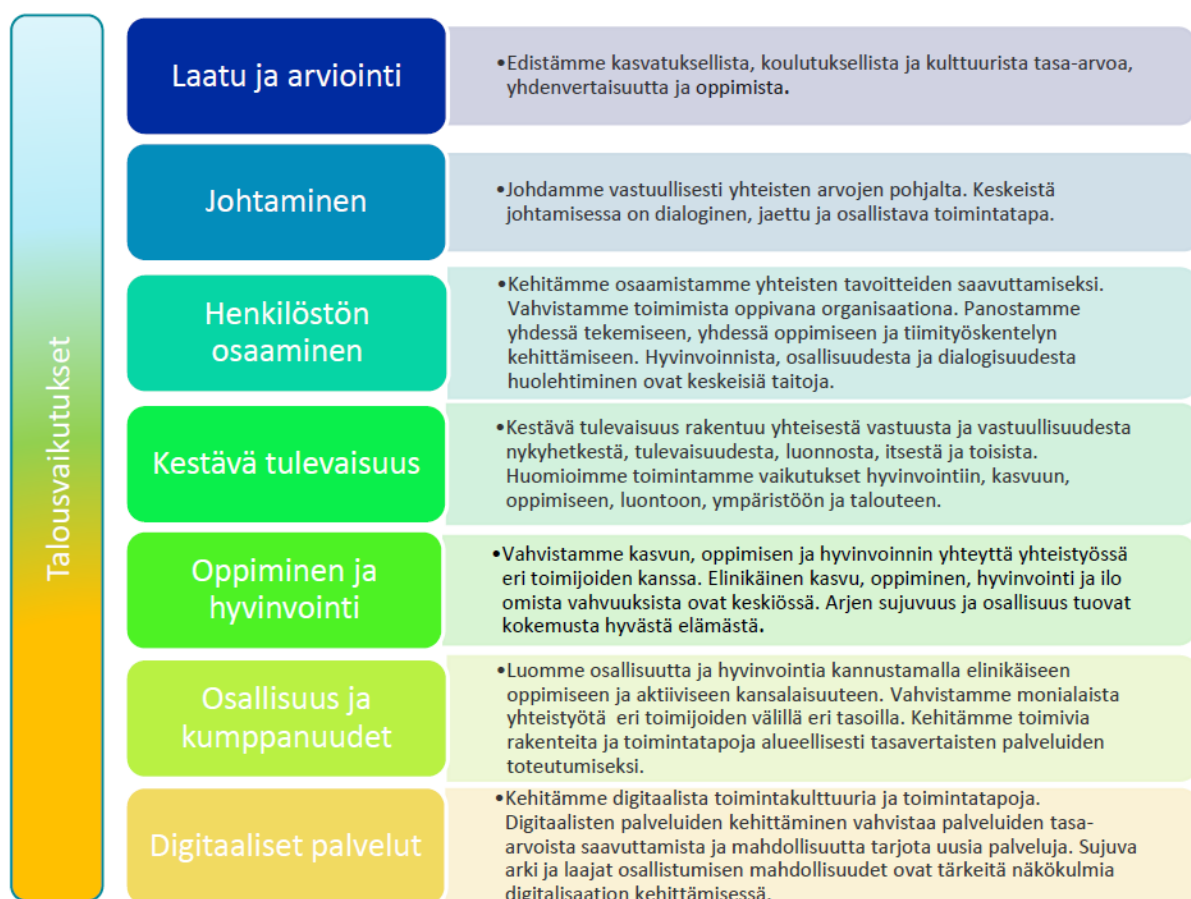 Talousvaikutukset
Laatu ja arviointi
•Edistämme kasvatuksellista, koulutuksellista ja kulttuurista tasa-arvoa,
yhdenvertaisuutta ja oppimista.
Johtaminen
•Johdamme vastuullisesti yhteisten arvojen pohjalta. Keskeistä
johtamisessa on dialoginen, jaettu ja osallistava toimintatapa.
Henkilöstön
osaaminen
•Kehitämme osaamistamme yhteisten tavoitteiden saavuttamiseksi.
Vahvistamme toimimista oppivana organisaationa. Panostamme
yhdessä tekemiseen, yhdessä oppimiseen ja tiimityöskentelyn
kehittämiseen. Hyvinvoinnista, osallisuudesta ja dialogisuudesta
huolehtiminen ovat keskeisiä taitoja.
Kestävä tulevaisuus
•Kestävä tulevaisuus rakentuu yhteisestä vastuusta ja vastuullisuudesta
nykyhetkestä, tulevaisuudesta, luonnosta, itsestä ja toisista.
Huomioimme toimintamme vaikutukset hyvinvointiin, kasvuun,
oppimiseen, luontoon, ympäristöön ja talouteen.
Oppiminen ja
hyvinvointi
•Vahvistamme kasvun, oppimisen ja hyvinvoinnin yhteyttä yhteistyössä
eri toimijoiden kanssa. Elinikäinen kasvu, oppiminen, hyvinvointi ja ilo
omista vahvuuksista ovat keskiössä. Arjen sujuvuus ja osallisuus tuovat
kokemusta hyvästä elämästä.
Osallisuus ja
kumppanuudet
•Luomme osallisuutta ja hyvinvointia kannustamalla elinikäiseen
oppimiseen ja aktiiviseen kansalaisuuteen. Vahvistamme monialaista
yhteistyötä eri toimijoiden välillä eri tasoilla. Kehitämme toimivia
rakenteita ja toimintatapoja alueellisesti tasavertaisten palveluiden
toteutumiseksi.
Digitaaliset palvelut
•Kehitämme digitaalista toimintakulttuuria ja toimintatapoja.
Digitaalisten palveluiden kehittäminen vahvistaa palveluiden tasa-
arvoista saavuttamista ja mahdollisuutta tarjota uusia palveluja. Sujuva
arki ja laajat osallistumisen mahdollisuudet ovat tärkeitä näkökulmia
digitalisaation kehittämisessä.